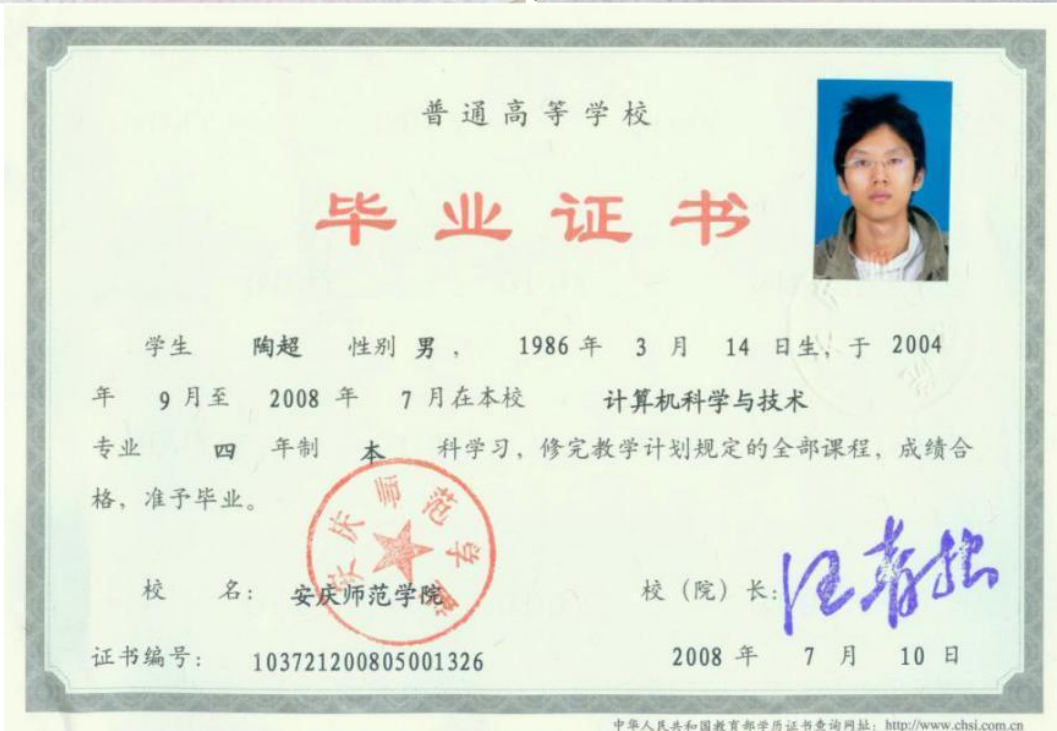 普通高等学校
毕业证书
学生 陶超 性别 男， 1986 年 3 月 14 日生，于 2004
年 9 月至 2008 年 7 月在本校 计算机科学与技术
专业 四 年制 本 科学习，修完教学计划规定的全部课程，成绩合
格，准予毕业。
安庆师范学院
校 名： 安庆师范学院 校（院）长：
证书编号： 103721200805001326 2008 年 7 月 10 日
中华人民共和国教育部学历证书查询网址：http://www.chsi.com.cn